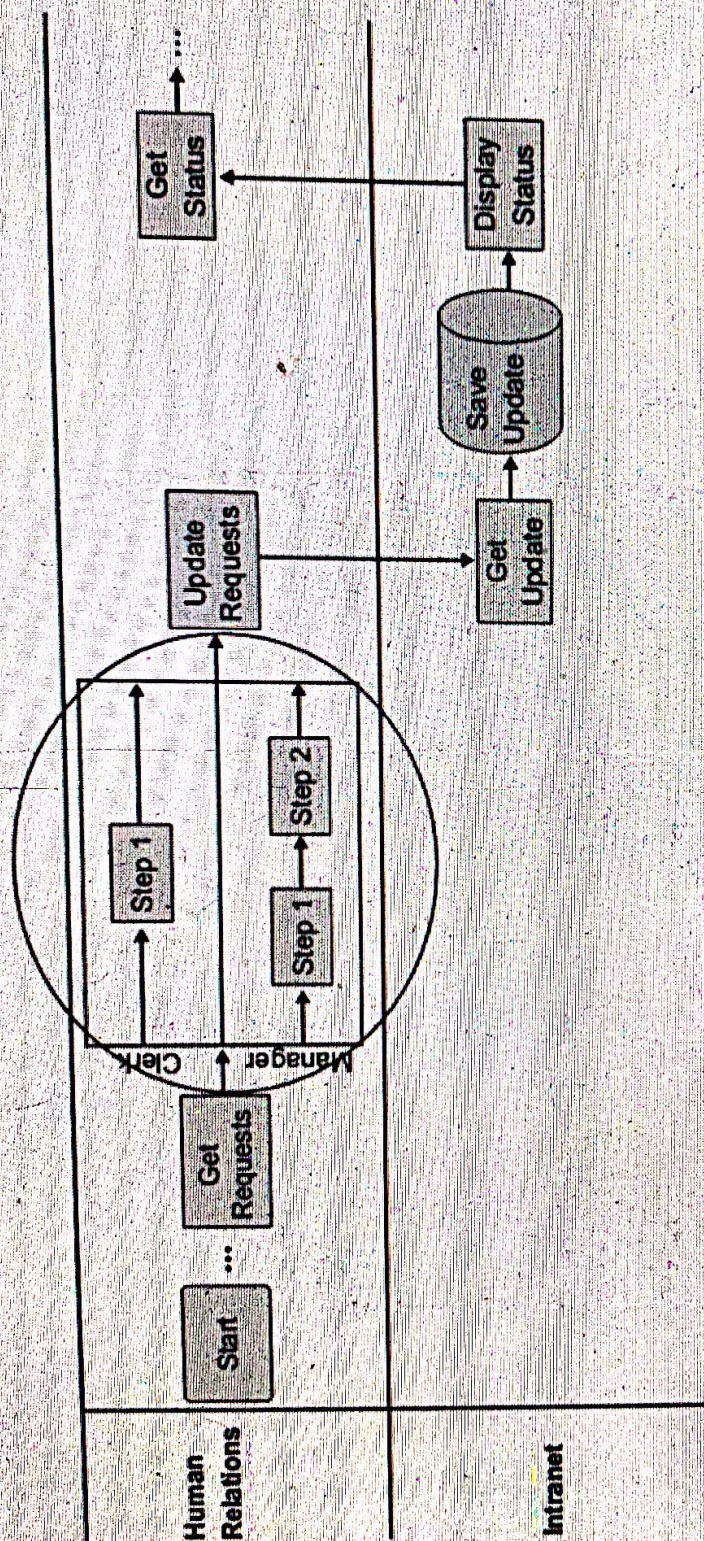 Human
Relations
Start
...
Get
Requests
Clerk
Step 1
Manager
Step 1
Step 2
Update
Requests
Get
Status
...
Intranet
Get
Update
Save
Update
Display
Status